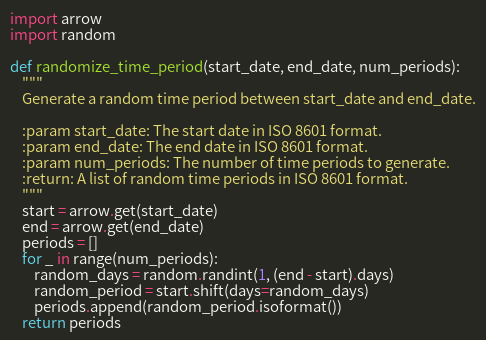 import arrow
import random

def randomize_time_period(start_date, end_date, num_periods):
    """
    Generate a random time period between start_date and end_date.

    :param start_date: The start date in ISO 8601 format.
    :param end_date: The end date in ISO 8601 format.
    :param num_periods: The number of time periods to generate.
    :return: A list of random time periods in ISO 8601 format.
    """
    start = arrow.get(start_date)
    end = arrow.get(end_date)
    periods = []
    for _ in range(num_periods):
        random_days = random.randint(1, (end - start).days)
        random_period = start.shift(days=random_days)
        periods.append(random_period.isoformat())
    return periods